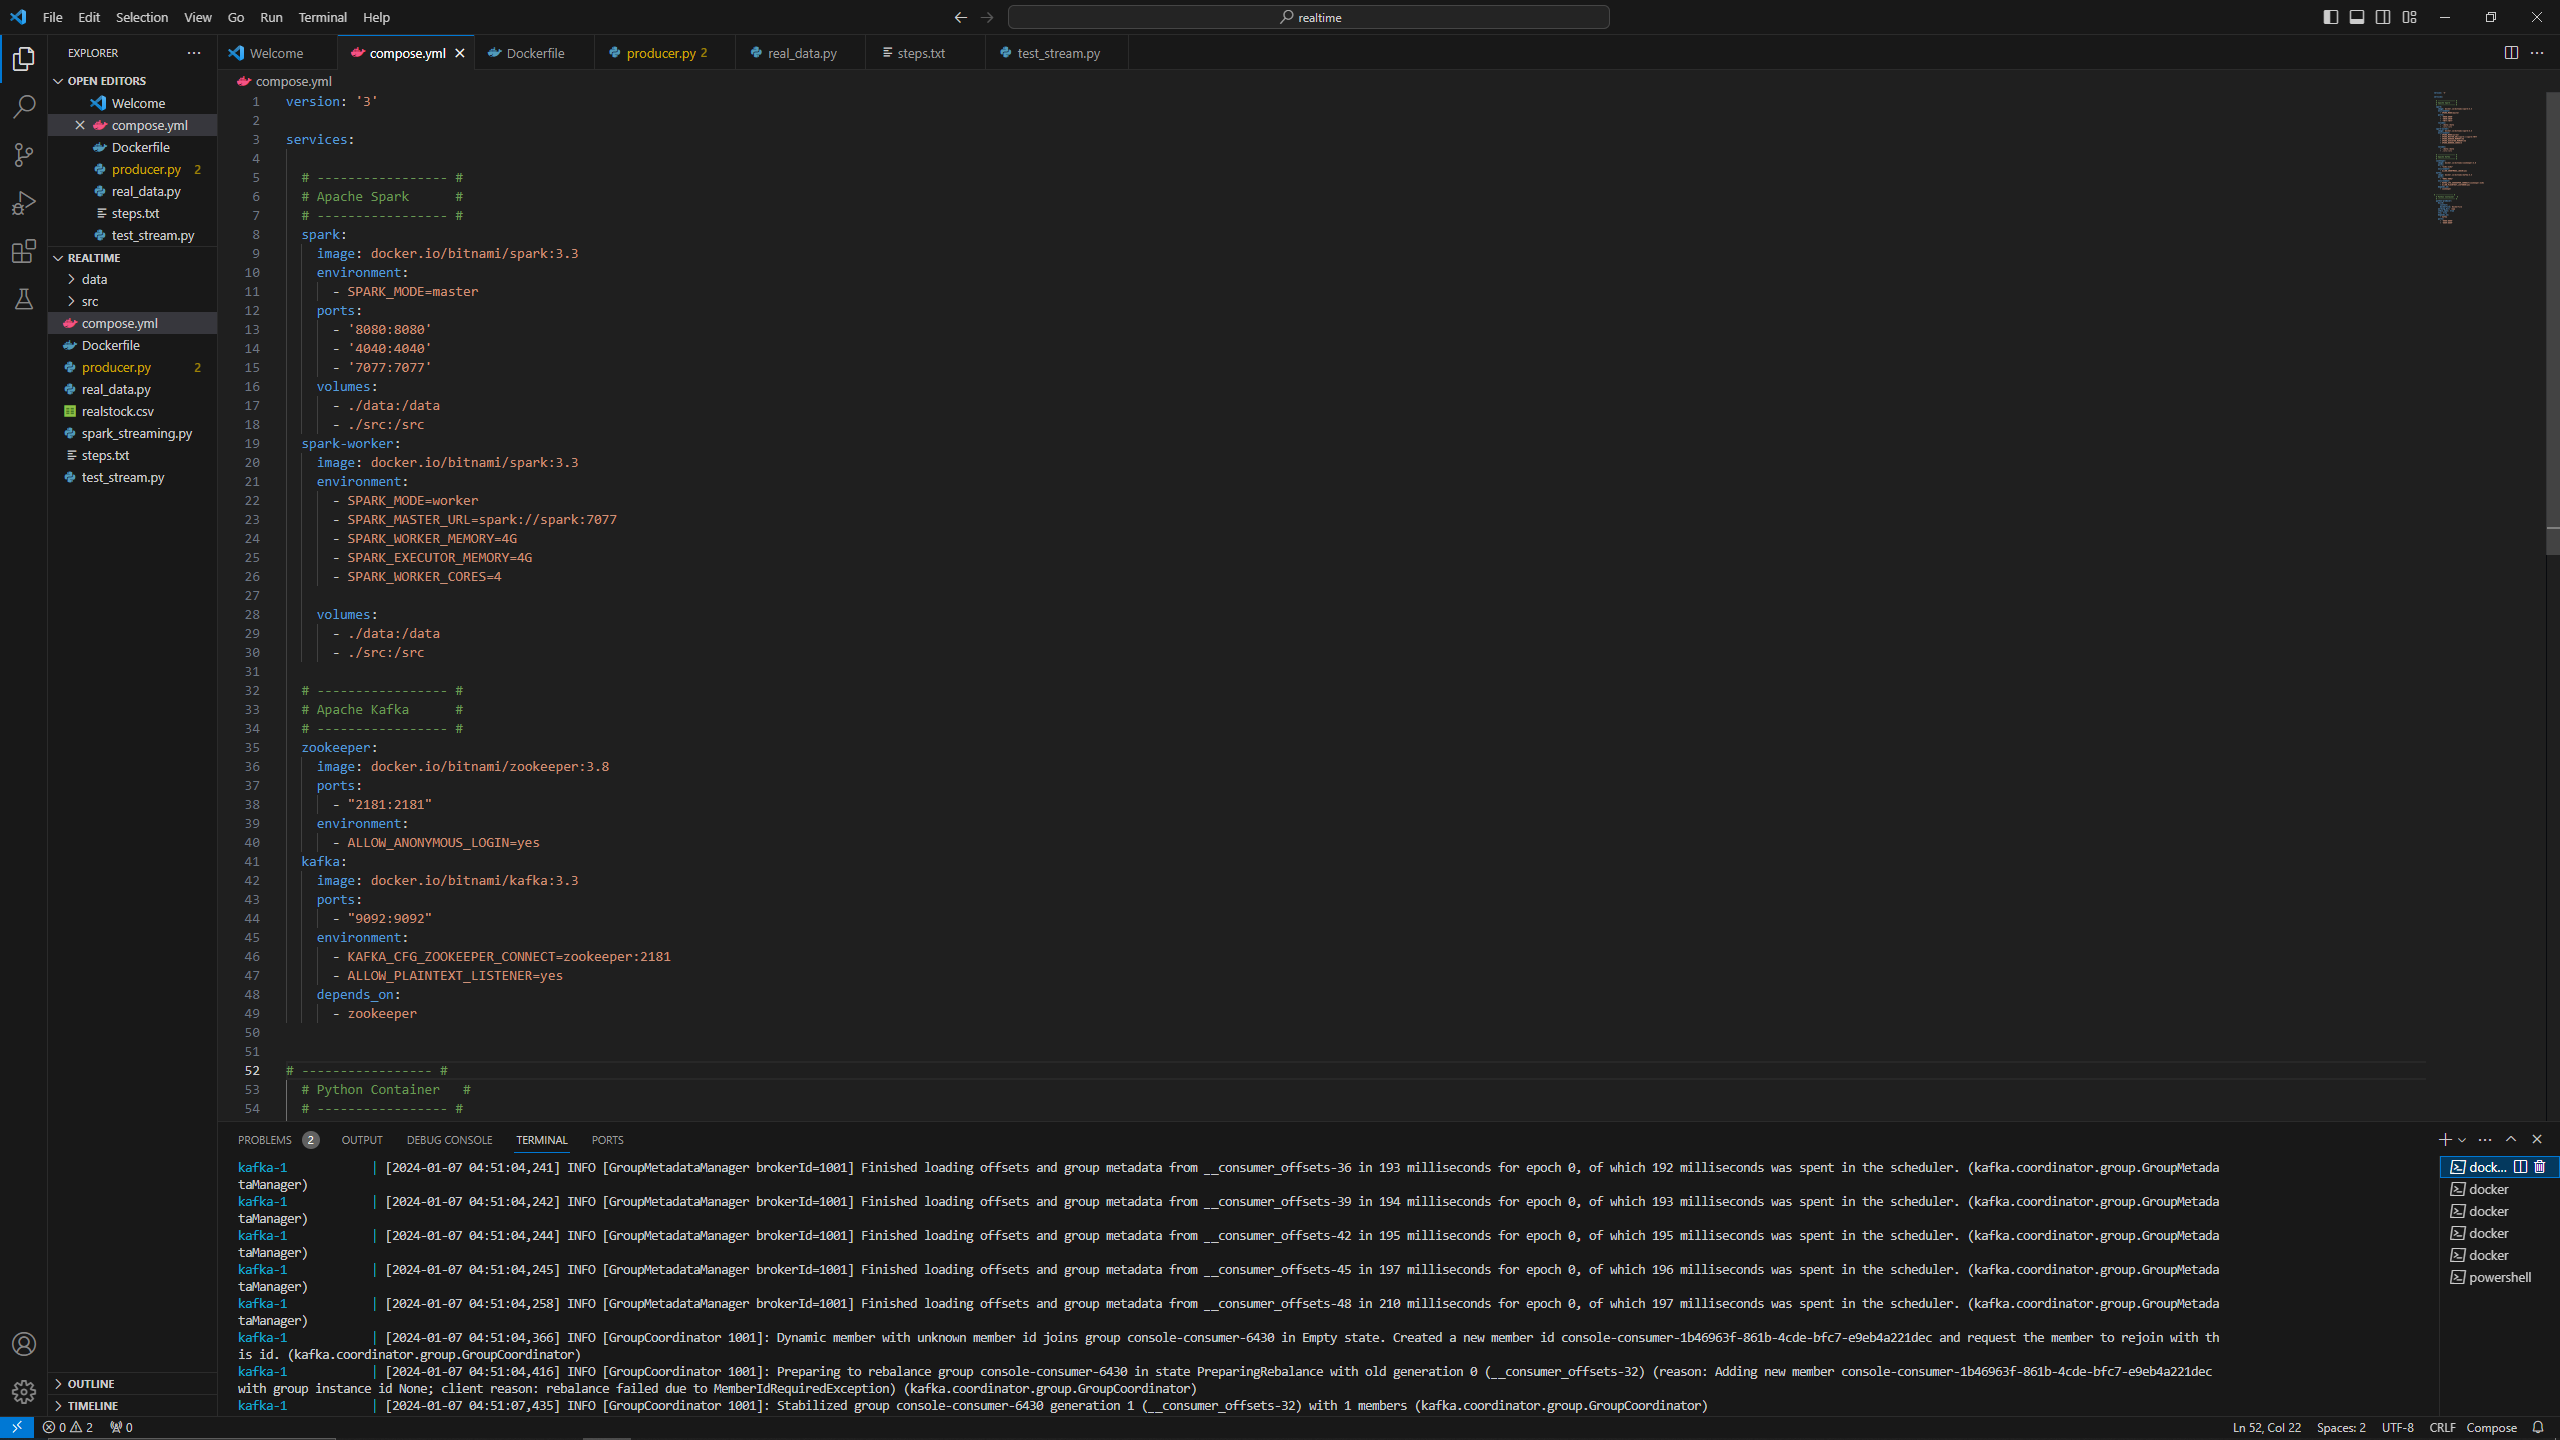 File Edit Selection View Go Run Terminal Help
realtime
EXPLORER
OPEN EDITORS
Welcome
compose.yml
Dockerfile
producer.py 2
real_data.py
steps.txt
test_stream.py
REALTIME
data
src
compose.yml
Dockerfile
producer.py 2
real_data.py
realstock.csv
spark_streaming.py
steps.txt
test_stream.py
OUTLINE
TIMELINE
Welcome compose.yml Dockerfile producer.py 2 real_data.py steps.txt test_stream.py
compose.yml
1 version: '3'
2
3 services:
4
5 # ----------------- #
6 # Apache Spark #
7 # ----------------- #
8 spark:
9 image: docker.io/bitnami/spark:3.3
10 environment:
11 - SPARK_MODE=master
12 ports:
13 - '8080:8080'
14 - '4040:4040'
15 - '7077:7077'
16 volumes:
17 - ./data:/data
18 - ./src:/src
19 spark-worker:
20 image: docker.io/bitnami/spark:3.3
21 environment:
22 - SPARK_MODE=worker
23 - SPARK_MASTER_URL=spark://spark:7077
24 - SPARK_WORKER_MEMORY=4G
25 - SPARK_EXECUTOR_MEMORY=4G
26 - SPARK_WORKER_CORES=4
27
28 volumes:
29 - ./data:/data
30 - ./src:/src
31
32 # ----------------- #
33 # Apache Kafka #
34 # ----------------- #
35 zookeeper:
36 image: docker.io/bitnami/zookeeper:3.8
37 ports:
38 - "2181:2181"
39 environment:
40 - ALLOW_ANONYMOUS_LOGIN=yes
41 kafka:
42 image: docker.io/bitnami/kafka:3.3
43 ports:
44 - "9092:9092"
45 environment:
46 - KAFKA_CFG_ZOOKEEPER_CONNECT=zookeeper:2181
47 - ALLOW_PLAINTEXT_LISTENER=yes
48 depends_on:
49 - zookeeper
50
51
52 # ----------------- #
53 # Python Container #
54 # ----------------- #
PROBLEMS 2 OUTPUT DEBUG CONSOLE TERMINAL PORTS
kafka-1 | [2024-01-07 04:51:04,241] INFO [GroupMetadataManager brokerId=1001] Finished loading offsets and group metadata from __consumer_offsets-36 in 193 milliseconds for epoch 0, of which 192 milliseconds was spent in the scheduler. (kafka.coordinator.group.GroupMetada
taManager)
kafka-1 | [2024-01-07 04:51:04,242] INFO [GroupMetadataManager brokerId=1001] Finished loading offsets and group metadata from __consumer_offsets-39 in 194 milliseconds for epoch 0, of which 193 milliseconds was spent in the scheduler. (kafka.coordinator.group.GroupMetada
taManager)
kafka-1 | [2024-01-07 04:51:04,244] INFO [GroupMetadataManager brokerId=1001] Finished loading offsets and group metadata from __consumer_offsets-42 in 195 milliseconds for epoch 0, of which 195 milliseconds was spent in the scheduler. (kafka.coordinator.group.GroupMetada
taManager)
kafka-1 | [2024-01-07 04:51:04,245] INFO [GroupMetadataManager brokerId=1001] Finished loading offsets and group metadata from __consumer_offsets-45 in 197 milliseconds for epoch 0, of which 196 milliseconds was spent in the scheduler. (kafka.coordinator.group.GroupMetada
taManager)
kafka-1 | [2024-01-07 04:51:04,258] INFO [GroupMetadataManager brokerId=1001] Finished loading offsets and group metadata from __consumer_offsets-48 in 210 milliseconds for epoch 0, of which 197 milliseconds was spent in the scheduler. (kafka.coordinator.group.GroupMetada
taManager)
kafka-1 | [2024-01-07 04:51:04,366] INFO [GroupCoordinator 1001]: Dynamic member with unknown member id joins group console-consumer-6430 in Empty state. Created a new member id console-consumer-1b46963f-861b-4cde-bfc7-e9eb4a221dec and request the member to rejoin with th
is id. (kafka.coordinator.group.GroupCoordinator)
kafka-1 | [2024-01-07 04:51:04,416] INFO [GroupCoordinator 1001]: Preparing to rebalance group console-consumer-6430 in state PreparingRebalance with old generation 0 (__consumer_offsets-32) (reason: Adding new member console-consumer-1b46963f-861b-4cde-bfc7-e9eb4a221dec
with group instance id None; client reason: rebalance failed due to MemberIdRequiredException) (kafka.coordinator.group.GroupCoordinator)
kafka-1 | [2024-01-07 04:51:07,435] INFO [GroupCoordinator 1001]: Stabilized group console-consumer-6430 generation 1 (__consumer_offsets-32) with 1 members (kafka.coordinator.group.GroupCoordinator)
dock...
docker
docker
docker
docker
powershell
0 2 0
Ln 52, Col 22 Spaces: 2 UTF-8 CRLF Compose